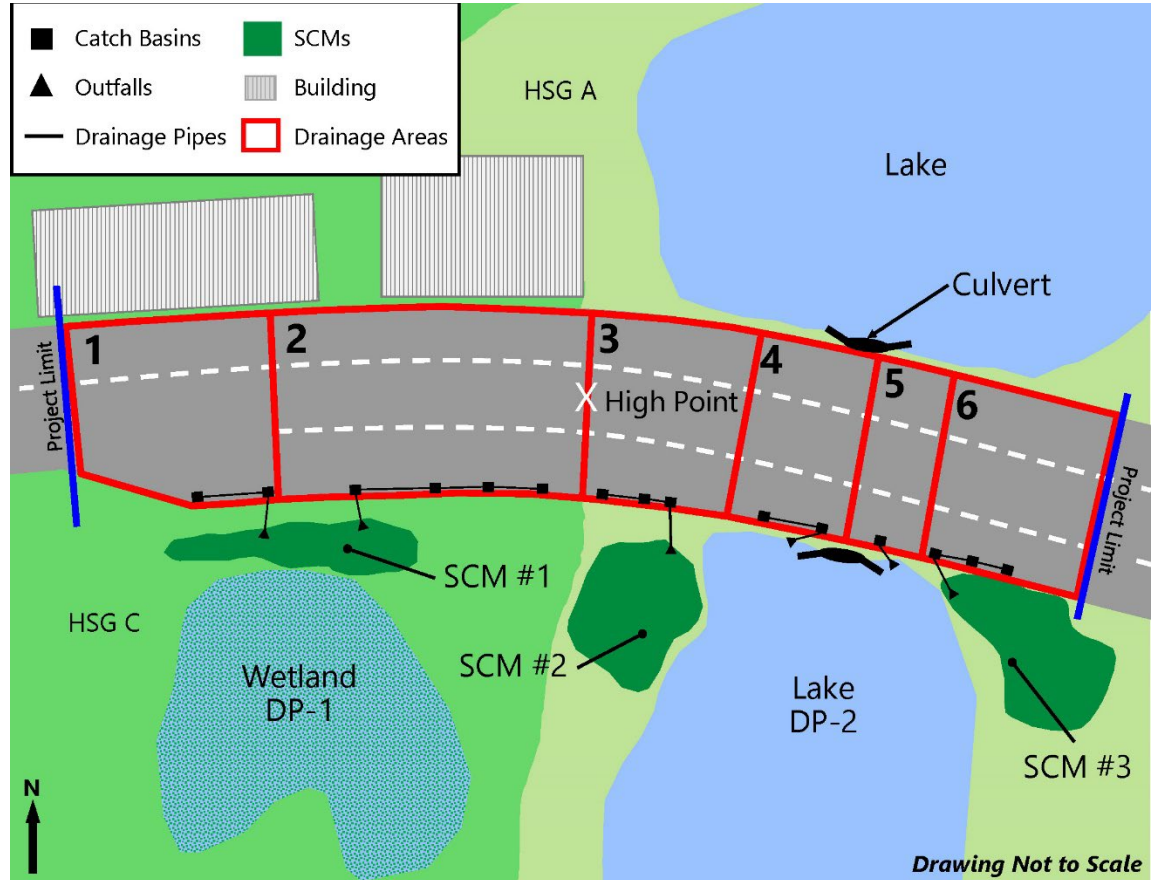 Catch Basins
SCMs
Outfalls
Building
Drainage Pipes
Drainage Areas
HSG A
Lake
Culvert
Project Limit
1
2
3
4
5
6
X High Point
Project Limit
SCM #1
HSG C
SCM #2
Wetland
DP-1
Lake
DP-2
SCM #3
N
Drawing Not to Scale